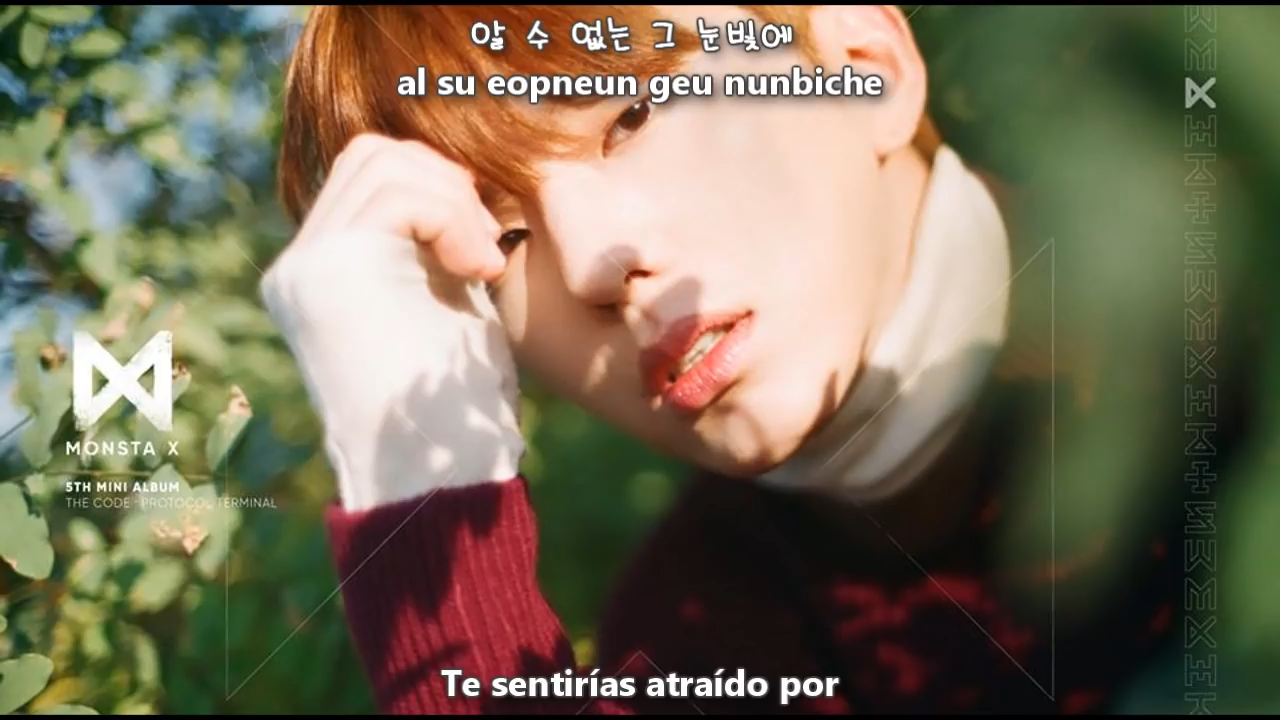 알 수 없는 그 눈빛에
al su eopneun geu nunbiche
MONSTA X
5TH MINI ALBUM
THE CODE - PROTOCOL TERMINAL
Te sentirías atraído por